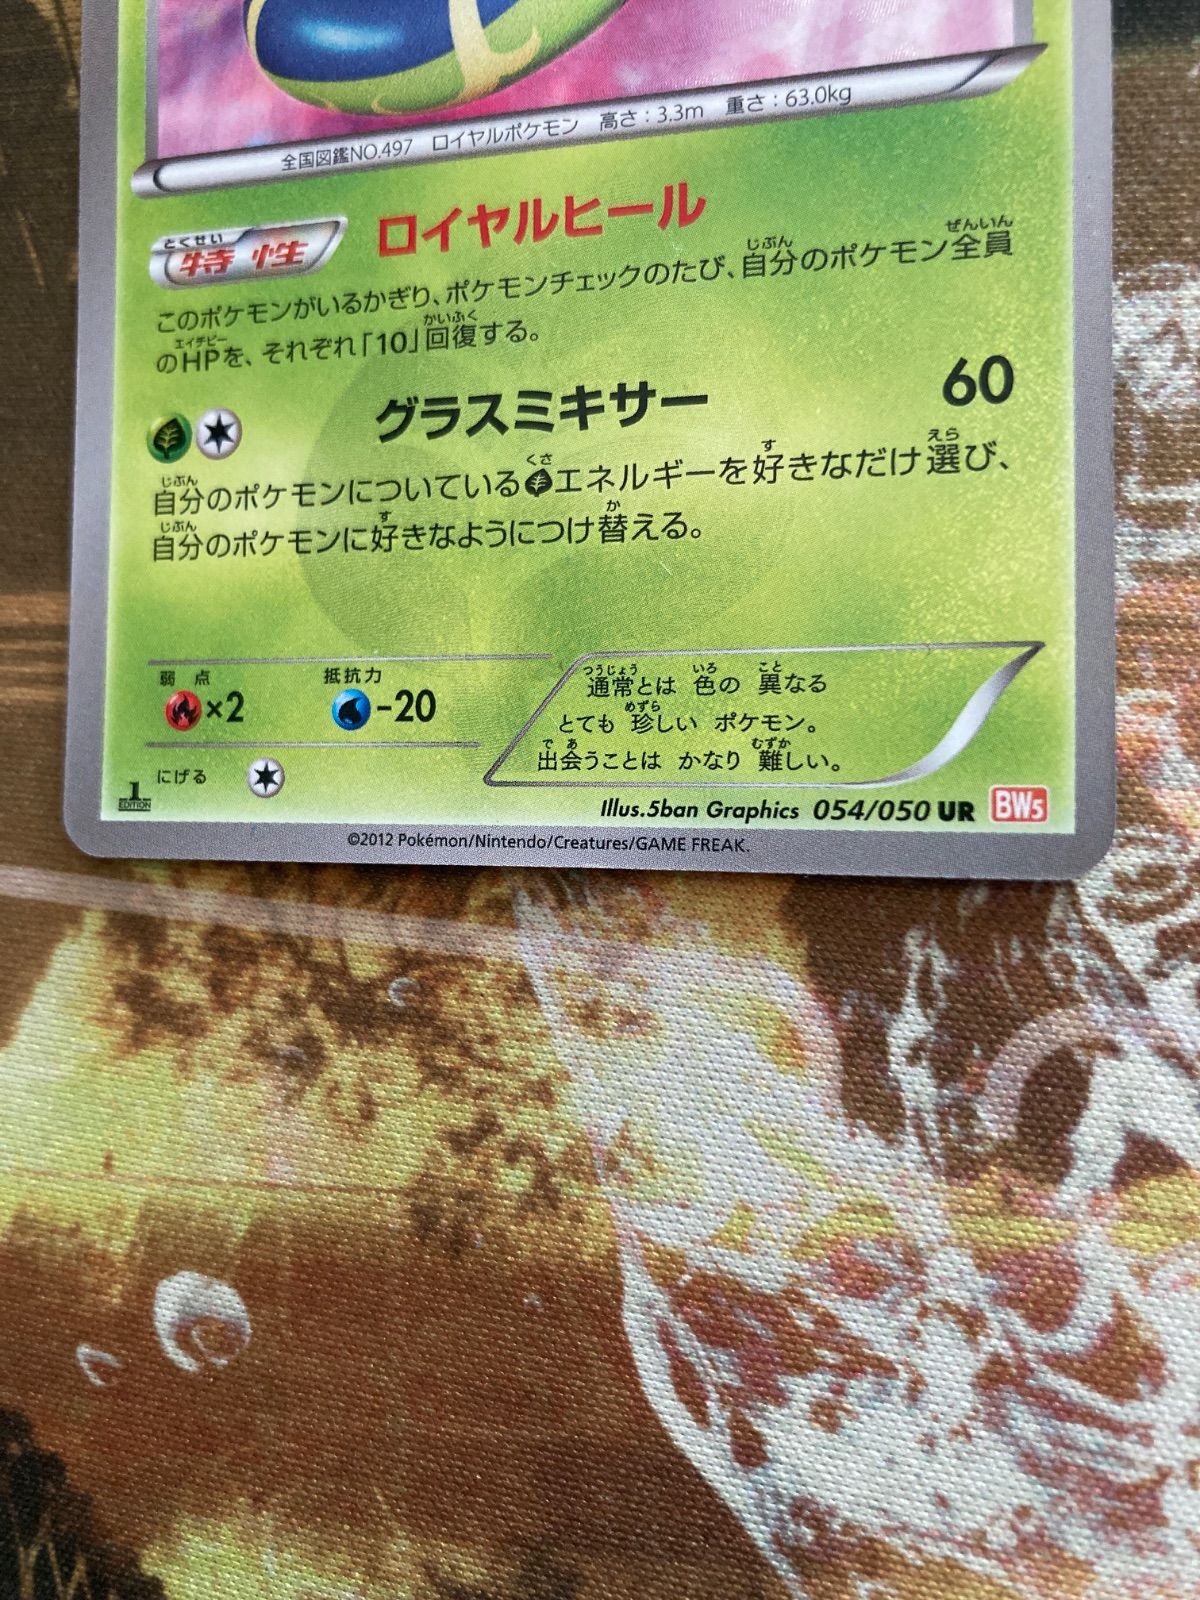 全国図鑑NO.497 ロイヤルポケモン 高さ：3.3m 重さ：63.0kg
とくせい
特性 ロイヤルヒール
じぶん ぜんいん
このポケモンがいるかぎり、ポケモンチェックのたび、自分のポケモン全員
エイチピー かいふく
のHPを、それぞれ「10」回復する。
グラスミキサー 60
じぶん くさ す えら
自分のポケモンについているエネルギーを好きなだけ選び、
じぶん す か
自分のポケモンに好きなようにつけ替える。
弱点 抵抗力
×2 -20
にげる
つうじょう いろ こと
通常とは 色の 異なる
めずら
とても 珍しい ポケモン。
で あ むずか
出会うことは かなり 難しい。
1 EDITION
Illus.5ban Graphics 054/050 UR BW5
©2012 Pokémon/Nintendo/Creatures/GAME FREAK.